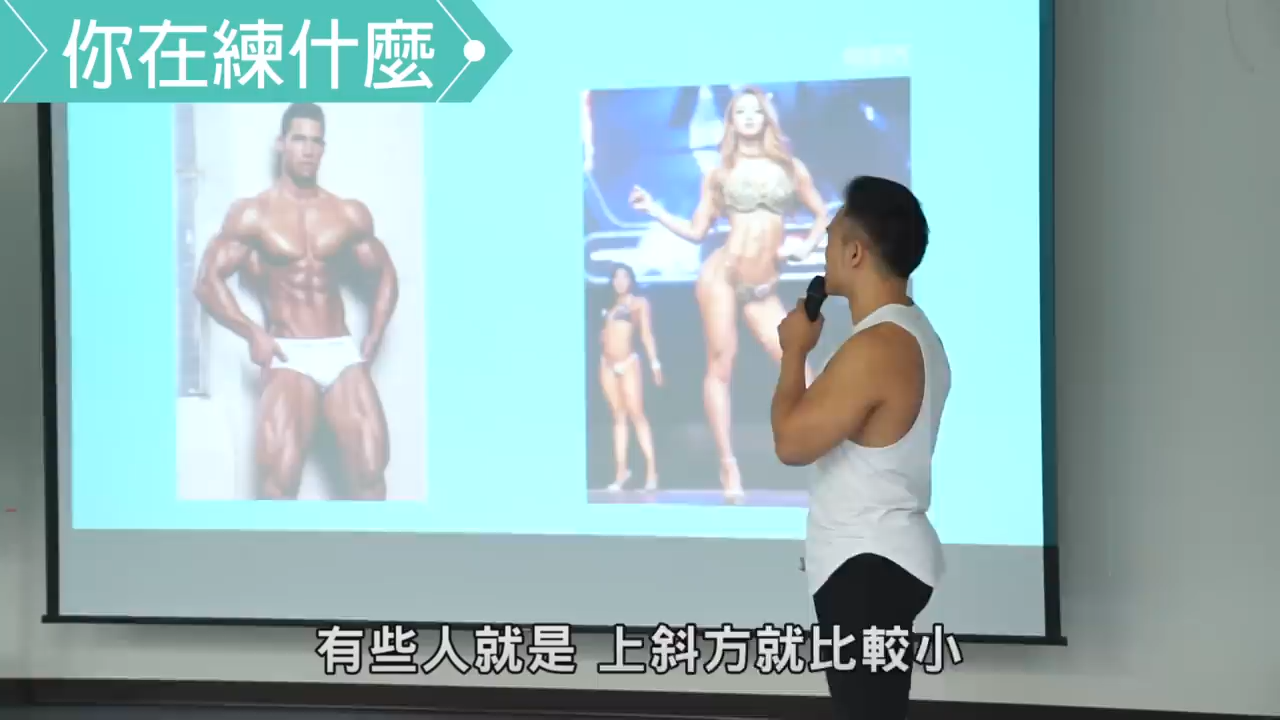 你在練什麼
有些人就是 上斜方就比較小